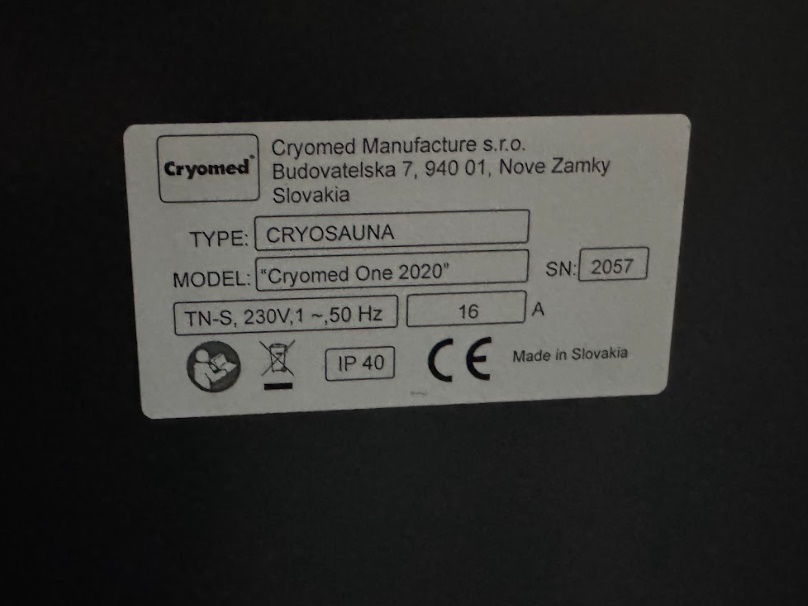 Cryomed®
Cryomed Manufacture s.r.o.
Budovatelska 7, 940 01, Nove Zamky
Slovakia
TYPE: CRYOSAUNA
MODEL: "Cryomed One 2020" SN: 2057
TN-S, 230V,1 ~,50 Hz 16 A
IP 40 CE Made in Slovakia